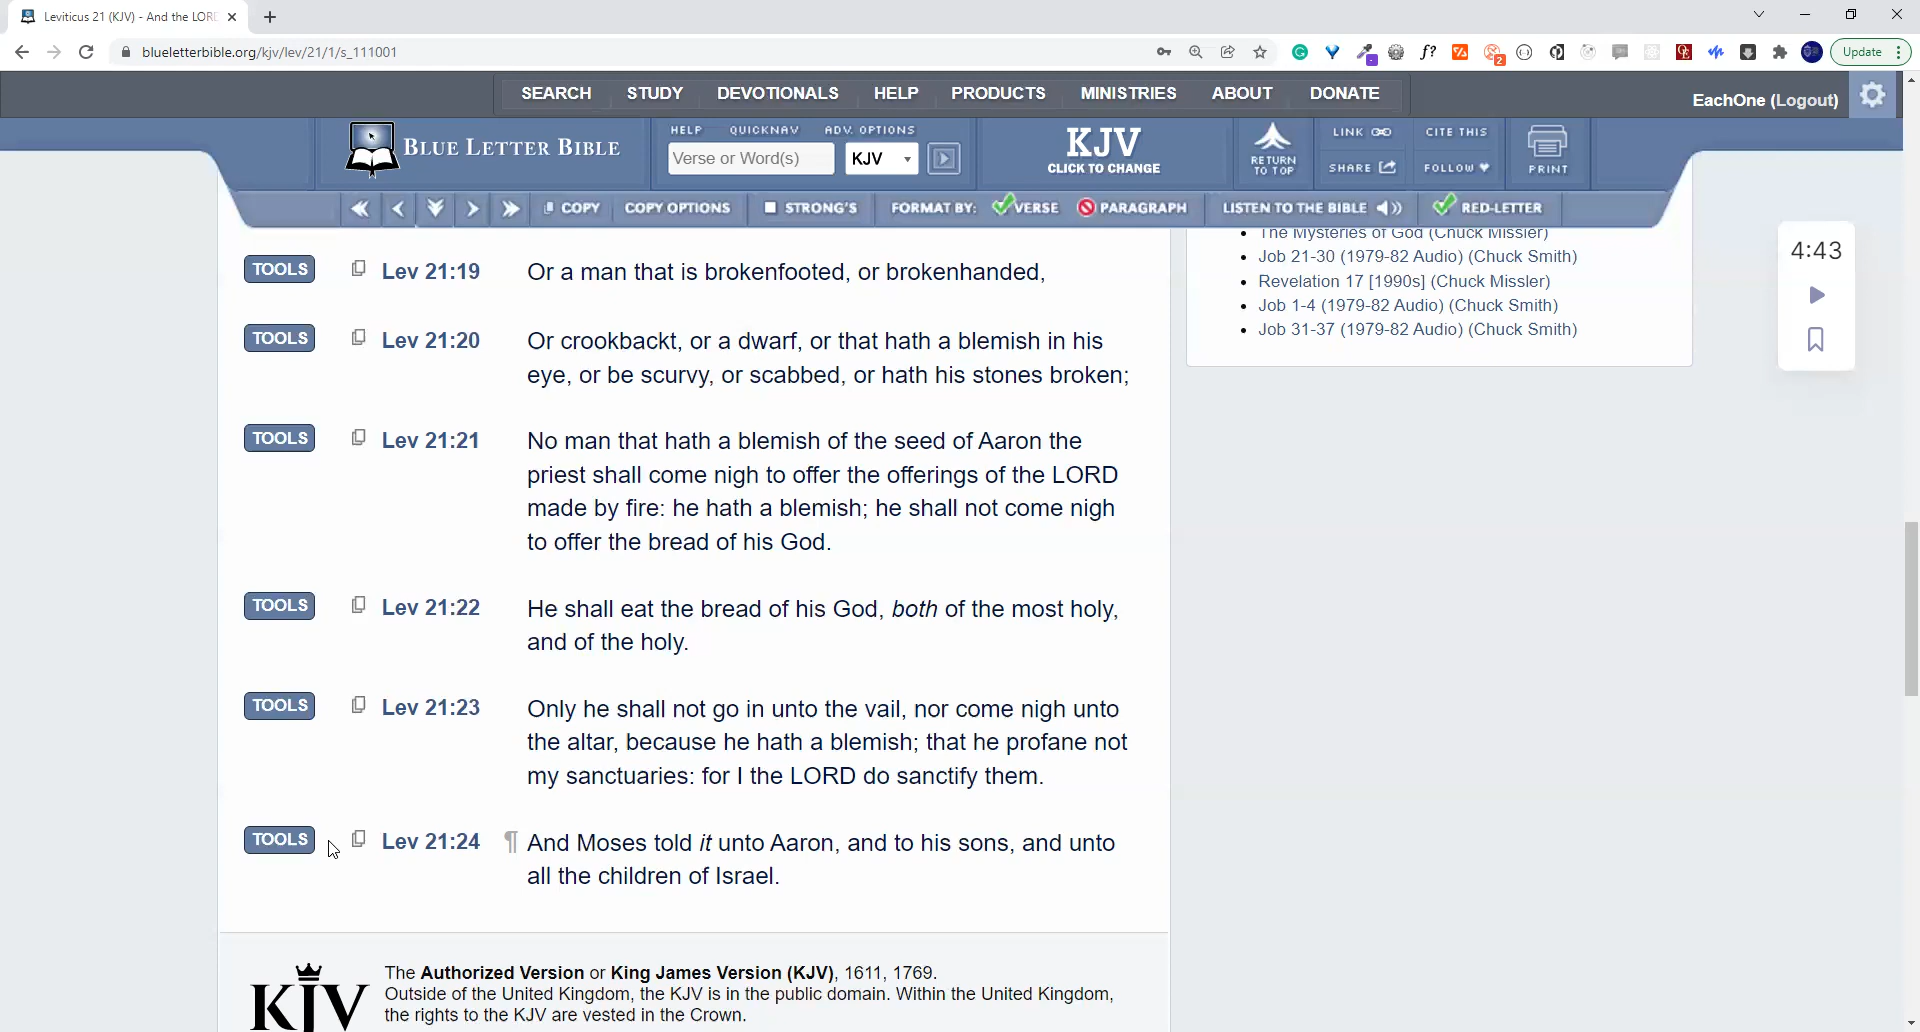 Leviticus 21 (KJV) - And the LORD
blueletterbible.org/kjv/lev/21/1/s_111001
Update
SEARCH STUDY DEVOTIONALS HELP PRODUCTS MINISTRIES ABOUT DONATE
EachOne (Logout)
BLUE LETTER BIBLE
HELP QUICKNAV ADV. OPTIONS
Verse or Word(s) KJV
KJV
CLICK TO CHANGE
RETURN
TO TOP
LINK CITE THIS
SHARE FOLLOW
PRINT
COPY COPY OPTIONS STRONG'S FORMAT BY: VERSE PARAGRAPH LISTEN TO THE BIBLE RED-LETTER
TOOLS Lev 21:19 Or a man that is brokenfooted, or brokenhanded,
TOOLS Lev 21:20 Or crookbackt, or a dwarf, or that hath a blemish in his
eye, or be scurvy, or scabbed, or hath his stones broken;
TOOLS Lev 21:21 No man that hath a blemish of the seed of Aaron the
priest shall come nigh to offer the offerings of the LORD
made by fire: he hath a blemish; he shall not come nigh
to offer the bread of his God.
TOOLS Lev 21:22 He shall eat the bread of his God, both of the most holy,
and of the holy.
TOOLS Lev 21:23 Only he shall not go in unto the vail, nor come nigh unto
the altar, because he hath a blemish; that he profane not
my sanctuaries: for I the LORD do sanctify them.
TOOLS Lev 21:24 ¶ And Moses told it unto Aaron, and to his sons, and unto
all the children of Israel.
The Mysteries of God (Chuck Missler)
Job 21-30 (1979-82 Audio) (Chuck Smith)
Revelation 17 [1990s] (Chuck Missler)
Job 1-4 (1979-82 Audio) (Chuck Smith)
Job 31-37 (1979-82 Audio) (Chuck Smith)
4:43
KJV
The Authorized Version or King James Version (KJV), 1611, 1769.
Outside of the United Kingdom, the KJV is in the public domain. Within the United Kingdom,
the rights to the KJV are vested in the Crown.